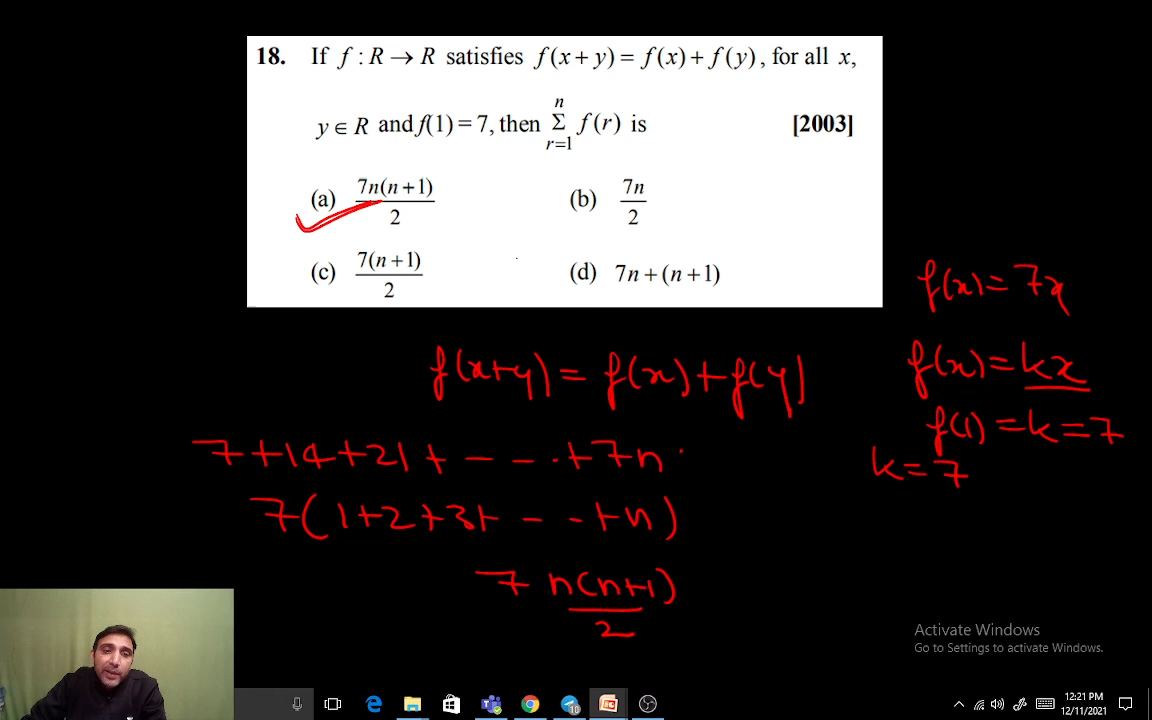 18. If f : R → R satisfies f(x + y) = f(x) + f(y), for all x,
y ∈ R and f(1) = 7, then Σ_{r=1}^{n} f(r) is [2003]
(a) 7n(n+1)/2 (b) 7n/2
(c) 7(n+1)/2 (d) 7n + (n+1)
f(x) = 7x
f(x+y) = f(x) + f(y)
f(x) = kx
f(1) = k = 7
k = 7
7+14+21+ - - . +7n
7(1+2+3+ - - +n)
7 n(n+1)/2
Activate Windows
Go to Settings to activate Windows.
12:21 PM
12/11/2021